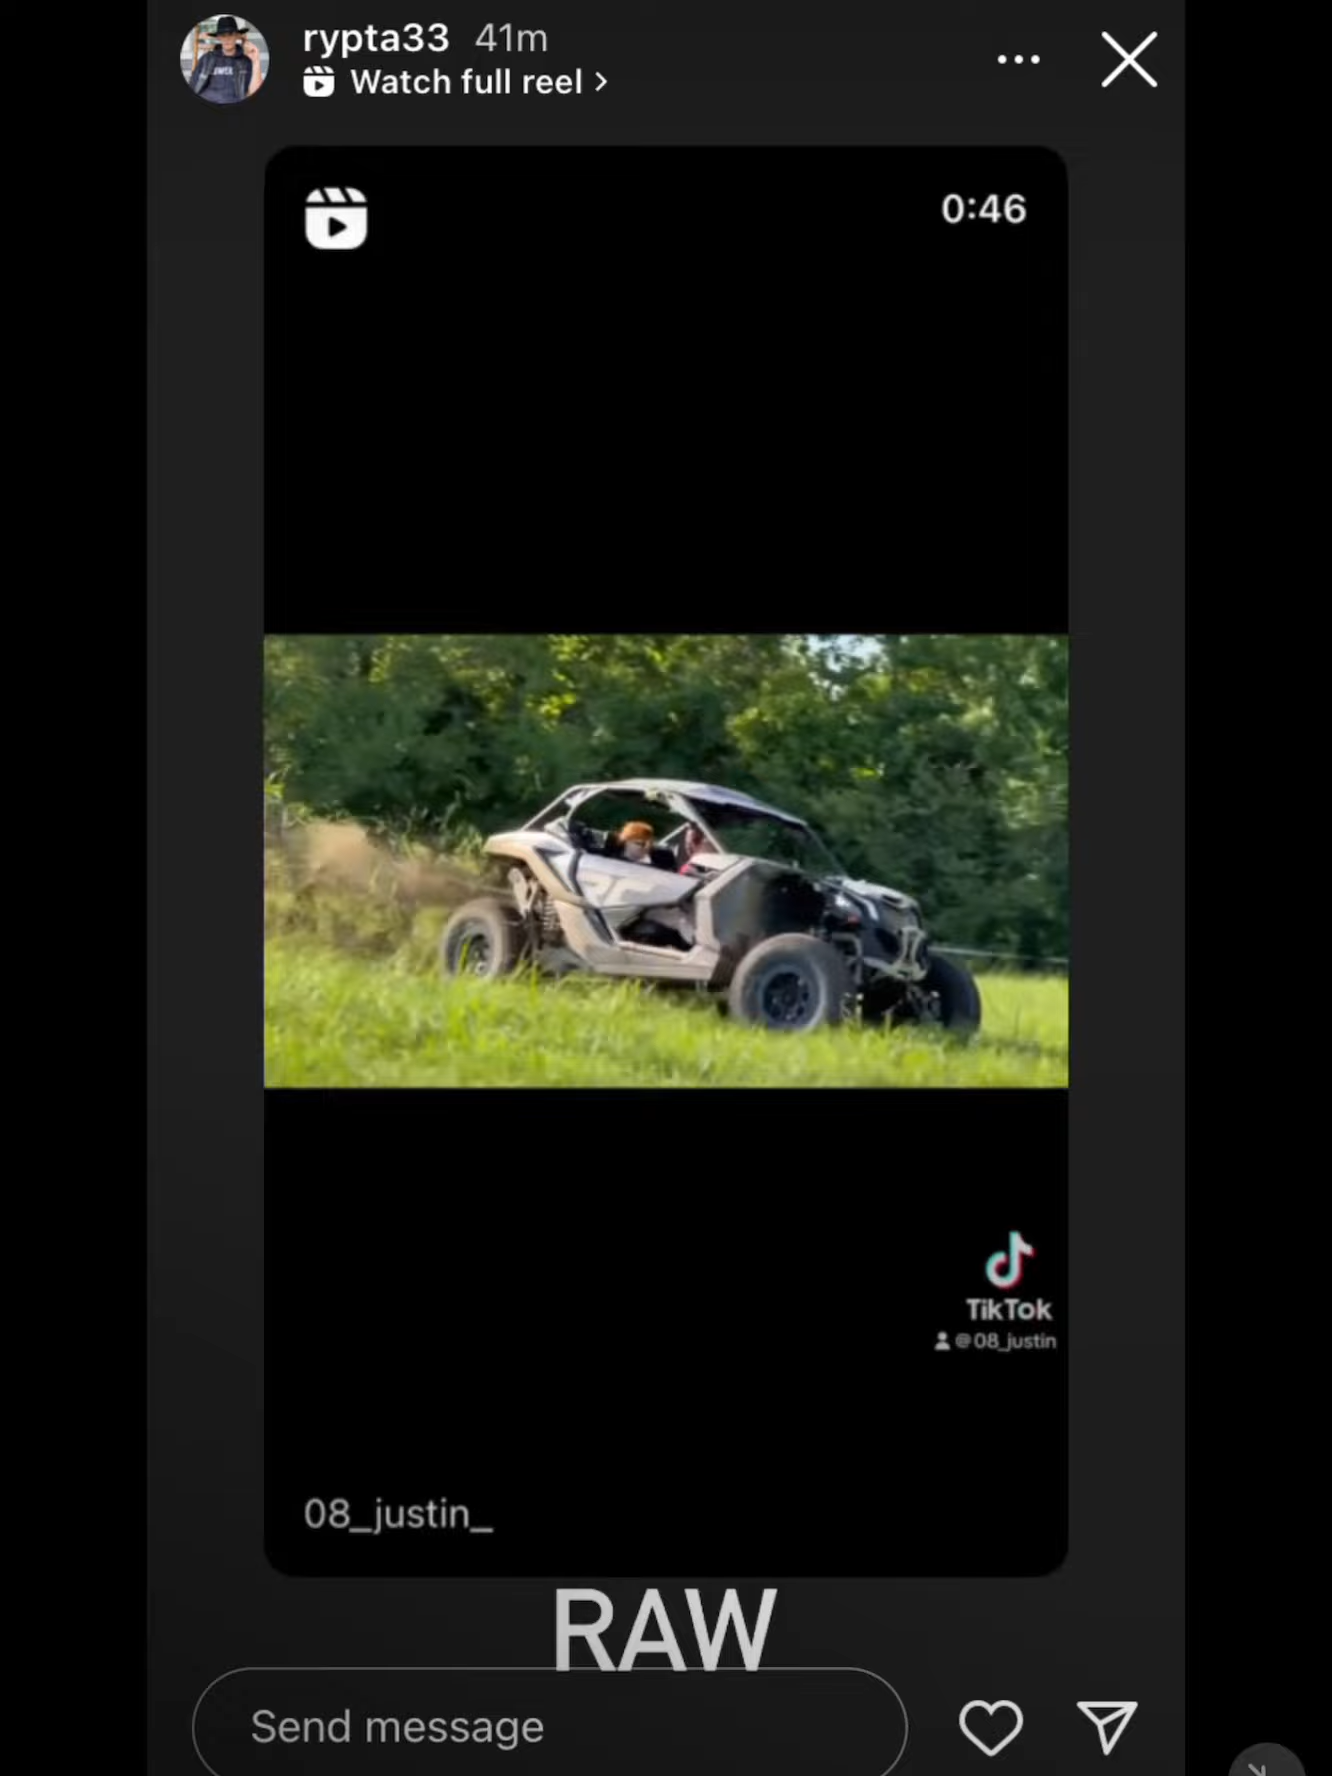 rypta33 41m
Watch full reel >
0:46
TikTok
@08_justin
08_justin_
RAW
Send message